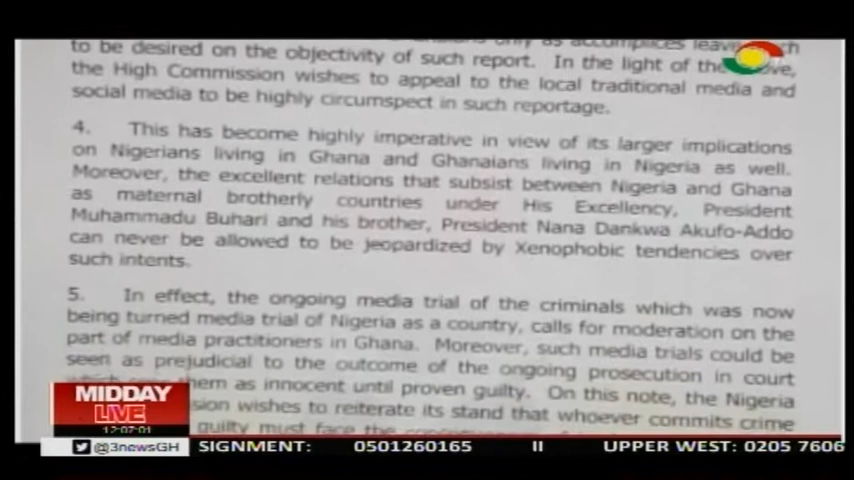 to be desired on the objectivity of such report. In the light of the
the High Commission wishes to appeal to the local traditional media and
social media to be highly circumspect in such reportage.
4. This has become highly imperative in view of its larger implications
on Nigerians living in Ghana and Ghanaians living in Nigeria as well.
Moreover, the excellent relations that subsist between Nigeria and Ghana
as maternal brotherly countries under His Excellency, President
Muhammadu Buhari and his brother, President Nana Dankwa Akufo-Addo
can never be allowed to be jeopardized by Xenophobic tendencies over
such intents.
5. In effect, the ongoing media trial of the criminals which was now
being turned media trial of Nigeria as a country, calls for moderation on the
part of media practitioners in Ghana. Moreover, such media trials could be
seen as prejudicial to the outcome of the ongoing prosecution in court
them as innocent until proven guilty. On this note, the Nigeria
sion wishes to reiterate its stand that whoever commits crime
guilty must face the
MIDDAY
LIVE
12:07:01
@3newsGH
SIGNMENT: 0501260165 II UPPER WEST: 0205 7606